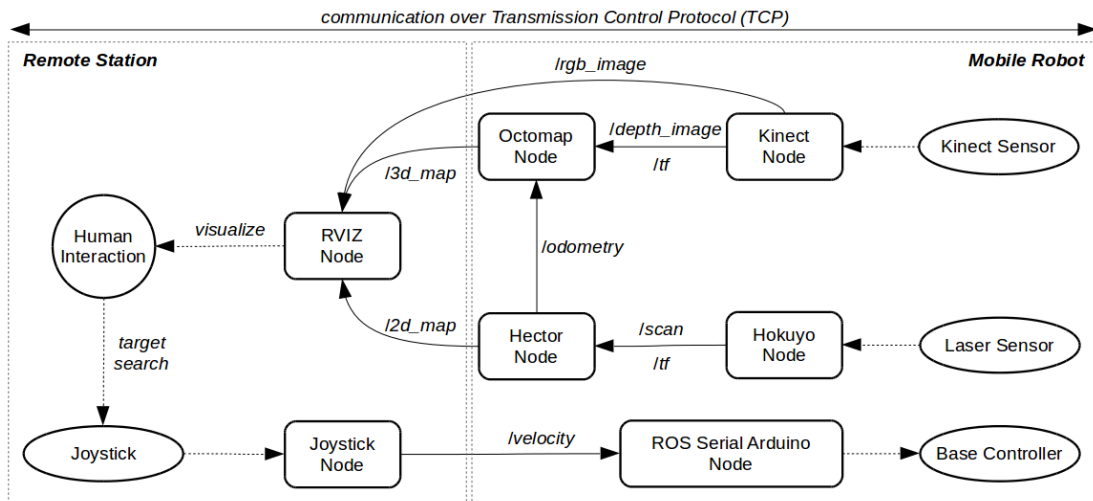 communication over Transmission Control Protocol (TCP)
Remote Station
Mobile Robot
/rgb_image
Octomap
Node
/depth_image
/tf
Kinect
Node
Kinect Sensor
/3d_map
Human
Interaction
visualize
RVIZ
Node
/odometry
/2d_map
Hector
Node
/scan
/tf
Hokuyo
Node
Laser Sensor
target
search
Joystick
Joystick
Node
/velocity
ROS Serial Arduino
Node
Base Controller